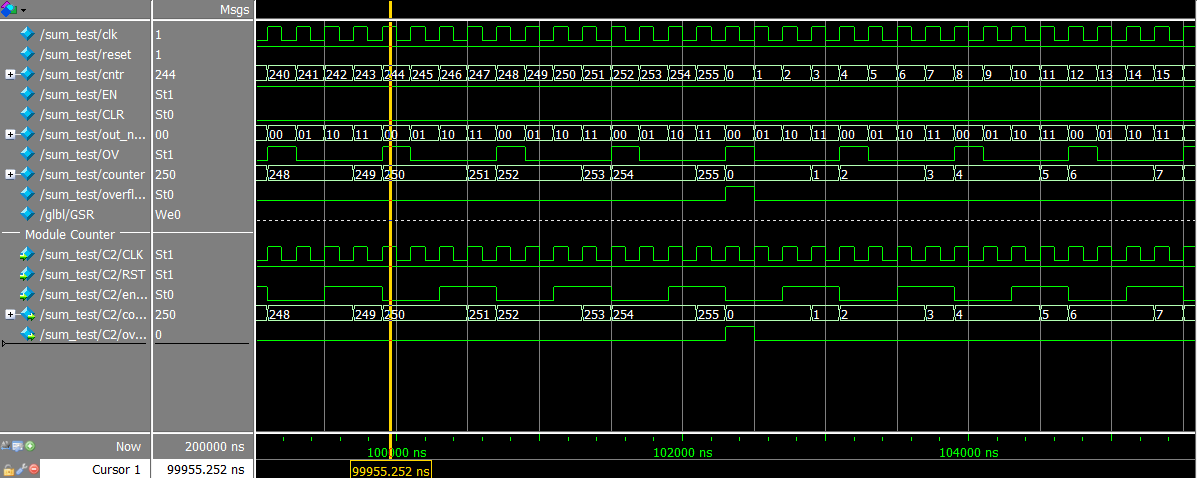 Msgs
/sum_test/clk 1
/sum_test/reset 1
/sum_test/cntr 244 240 241 242 243 244 245 246 247 248 249 250 251 252 253 254 255 0 1 2 3 4 5 6 7 8 9 10 11 12 13 14 15
/sum_test/EN St1
/sum_test/CLR St0
/sum_test/out_n... 00 00 01 10 11 00 01 10 11 00 01 10 11 00 01 10 11 00 01 10 11 00 01 10 11 00 01 10 11 00 01 10 11
/sum_test/OV St1
/sum_test/counter 250 248 249 250 251 252 253 254 255 0 1 2 3 4 5 6 7
/sum_test/overfl... St0
/glbl/GSR We0
Module Counter
/sum_test/C2/CLK St1
/sum_test/C2/RST St1
/sum_test/C2/en... St0
/sum_test/C2/co... 250 248 249 250 251 252 253 254 255 0 1 2 3 4 5 6 7
/sum_test/C2/ov... 0
Now 200000 ns 100000 ns 102000 ns 104000 ns
Cursor 1 99955.252 ns 99955.252 ns